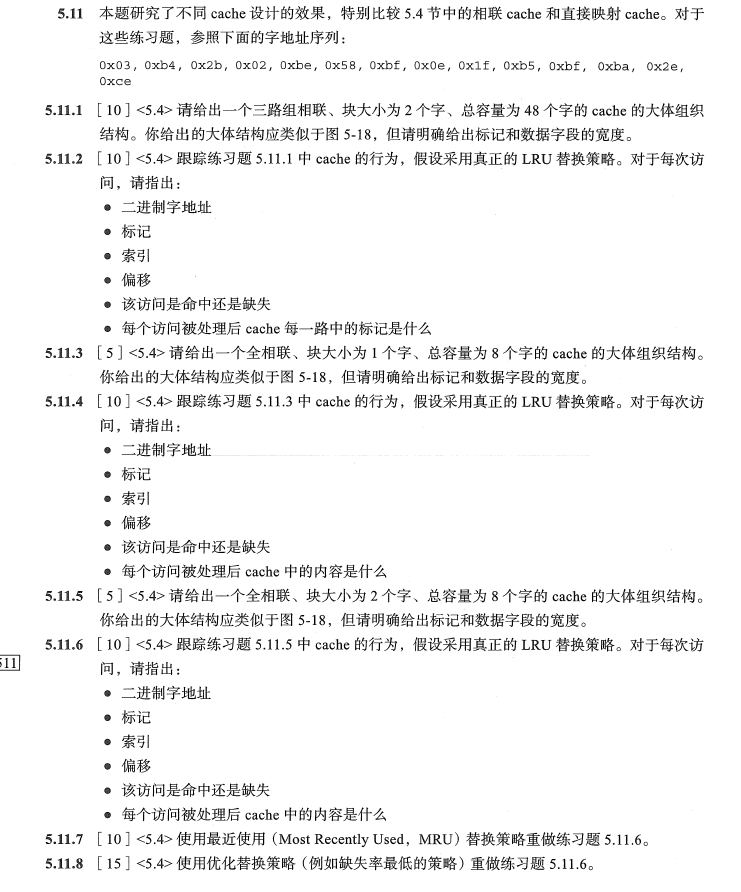 5.11 本题研究了不同 cache 设计的效果，特别比较 5.4 节中的相联 cache 和直接映射 cache。对于
这些练习题，参照下面的字地址序列：
0x03, 0xb4, 0x2b, 0x02, 0xbe, 0x58, 0xbf, 0x0e, 0x1f, 0xb5, 0xbf, 0xba, 0x2e,
0xce
5.11.1 ［10］<5.4> 请给出一个三路组相联、块大小为 2 个字、总容量为 48 个字的 cache 的大体组织
结构。你给出的大体结构应类似于图 5-18，但请明确给出标记和数据字段的宽度。
5.11.2 ［10］<5.4> 跟踪练习题 5.11.1 中 cache 的行为，假设采用真正的 LRU 替换策略。对于每次访
问，请指出：
● 二进制字地址
● 标记
● 索引
● 偏移
● 该访问是命中还是缺失
● 每个访问被处理后 cache 每一路中的标记是什么
5.11.3 ［5］<5.4> 请给出一个全相联、块大小为 1 个字、总容量为 8 个字的 cache 的大体组织结构。
你给出的大体结构应类似于图 5-18，但请明确给出标记和数据字段的宽度。
5.11.4 ［10］<5.4> 跟踪练习题 5.11.3 中 cache 的行为，假设采用真正的 LRU 替换策略。对于每次访
问，请指出：
● 二进制字地址
● 标记
● 索引
● 偏移
● 该访问是命中还是缺失
● 每个访问被处理后 cache 中的内容是什么
5.11.5 ［5］<5.4> 请给出一个全相联、块大小为 2 个字、总容量为 8 个字的 cache 的大体组织结构。
你给出的大体结构应类似于图 5-18，但请明确给出标记和数据字段的宽度。
5.11.6 ［10］<5.4> 跟踪练习题 5.11.5 中 cache 的行为，假设采用真正的 LRU 替换策略。对于每次访
511
问，请指出：
● 二进制字地址
● 标记
● 索引
● 偏移
● 该访问是命中还是缺失
● 每个访问被处理后 cache 中的内容是什么
5.11.7 ［10］<5.4> 使用最近使用（Most Recently Used，MRU）替换策略重做练习题 5.11.6。
5.11.8 ［15］<5.4> 使用优化替换策略（例如缺失率最低的策略）重做练习题 5.11.6。